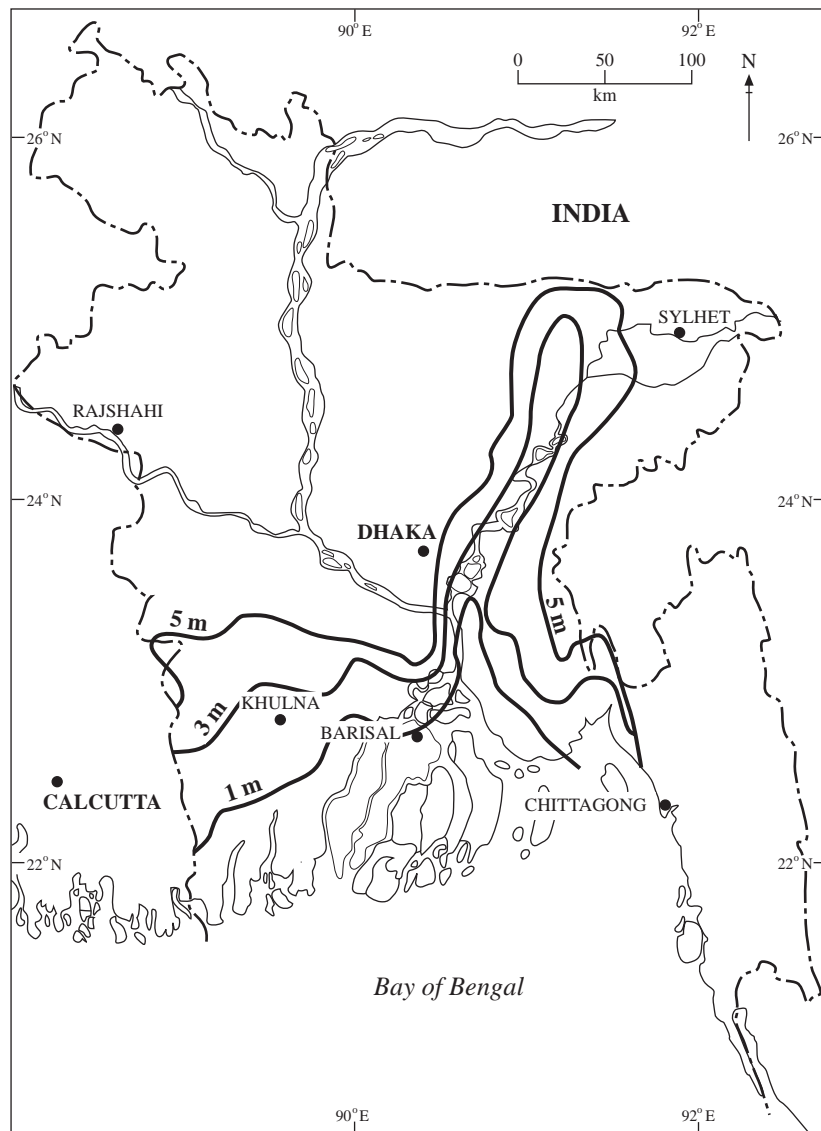 90°E
92°E
0 50 100
km
N
26°N
26°N
INDIA
SYLHET
RAJSHAHI
24°N
24°N
DHAKA
5 m
5 m
3 m
KHULNA
BARISAL
1 m
CALCUTTA
CHITTAGONG
22°N
22°N
Bay of Bengal
90°E
92°E